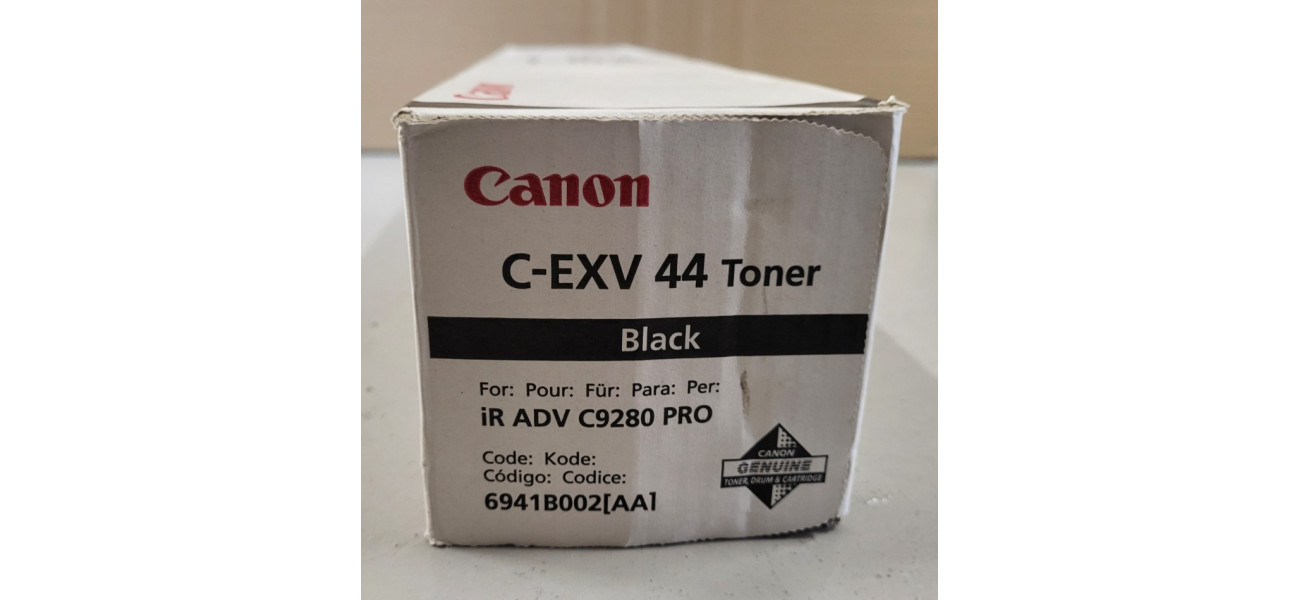 Canon
Canon
C-EXV 44 Toner
Black
For: Pour: Für: Para: Per:
iR ADV C9280 PRO
Code: Kode:
Código: Codice:
6941B002[AA]
CANON
GENUINE
TONER, DRUM & CARTRIDGE